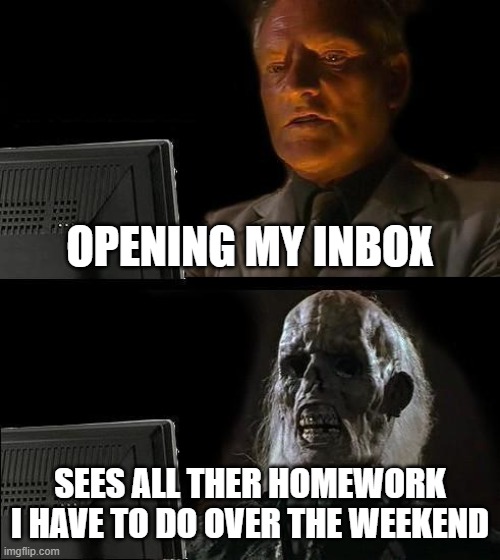 OPENING MY INBOX
SEES ALL THER HOMEWORK
I HAVE TO DO OVER THE WEEKEND
imgflip.com